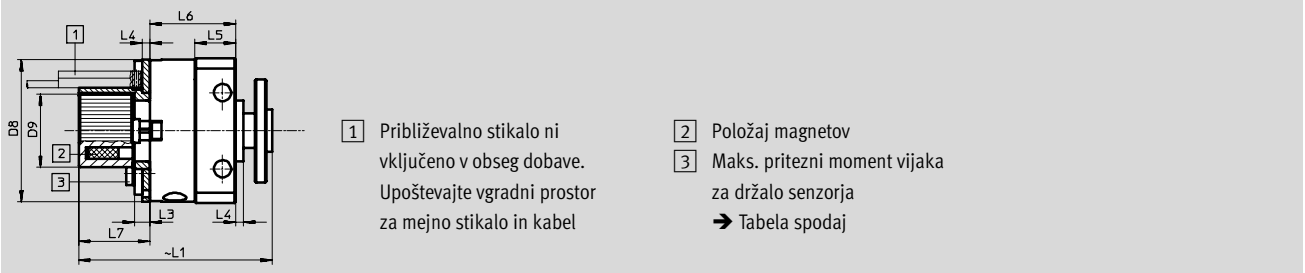 L6
L4
L5
1
D8
D9
2
3
L3
L4
L7
~L1
1 Približevalno stikalo ni
vključeno v obseg dobave.
Upoštevajte vgradni prostor
za mejno stikalo in kabel
2 Položaj magnetov
3 Maks. pritezni moment vijaka
za držalo senzorja
➔ Tabela spodaj